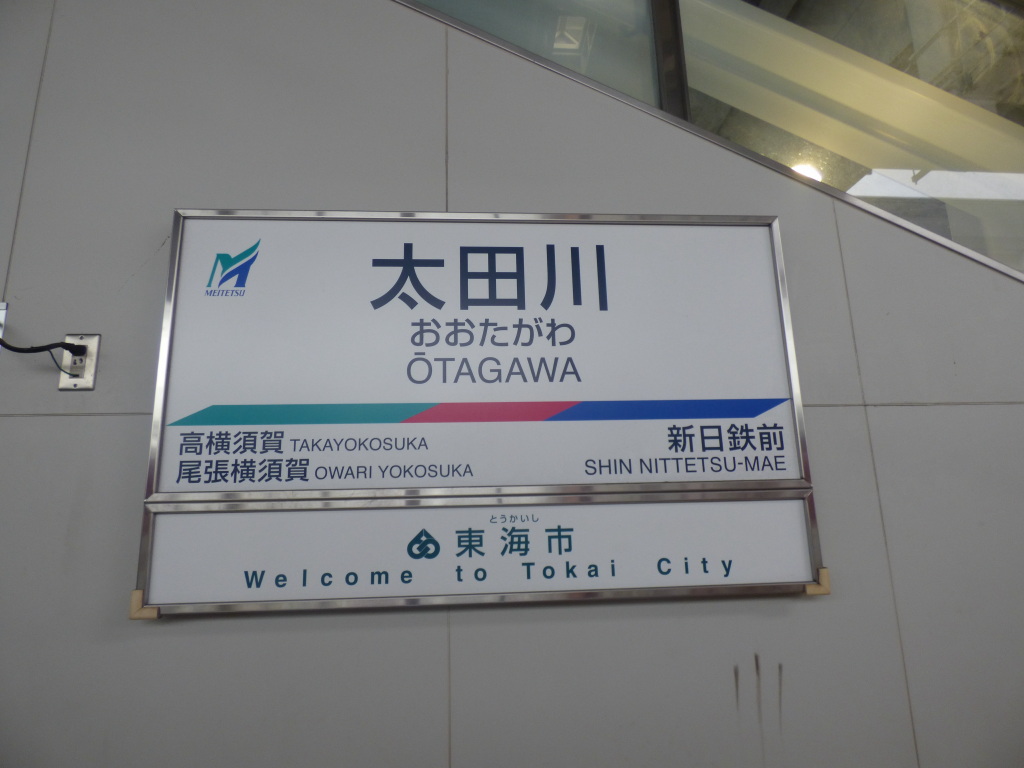 MEITETSU
太田川
おおたがわ
ŌTAGAWA
高横須賀 TAKAYOKOSUKA
尾張横須賀 OWARI YOKOSUKA
新日鉄前
SHIN NITTETSU-MAE
とうかいし
東海市
Welcome to Tokai City